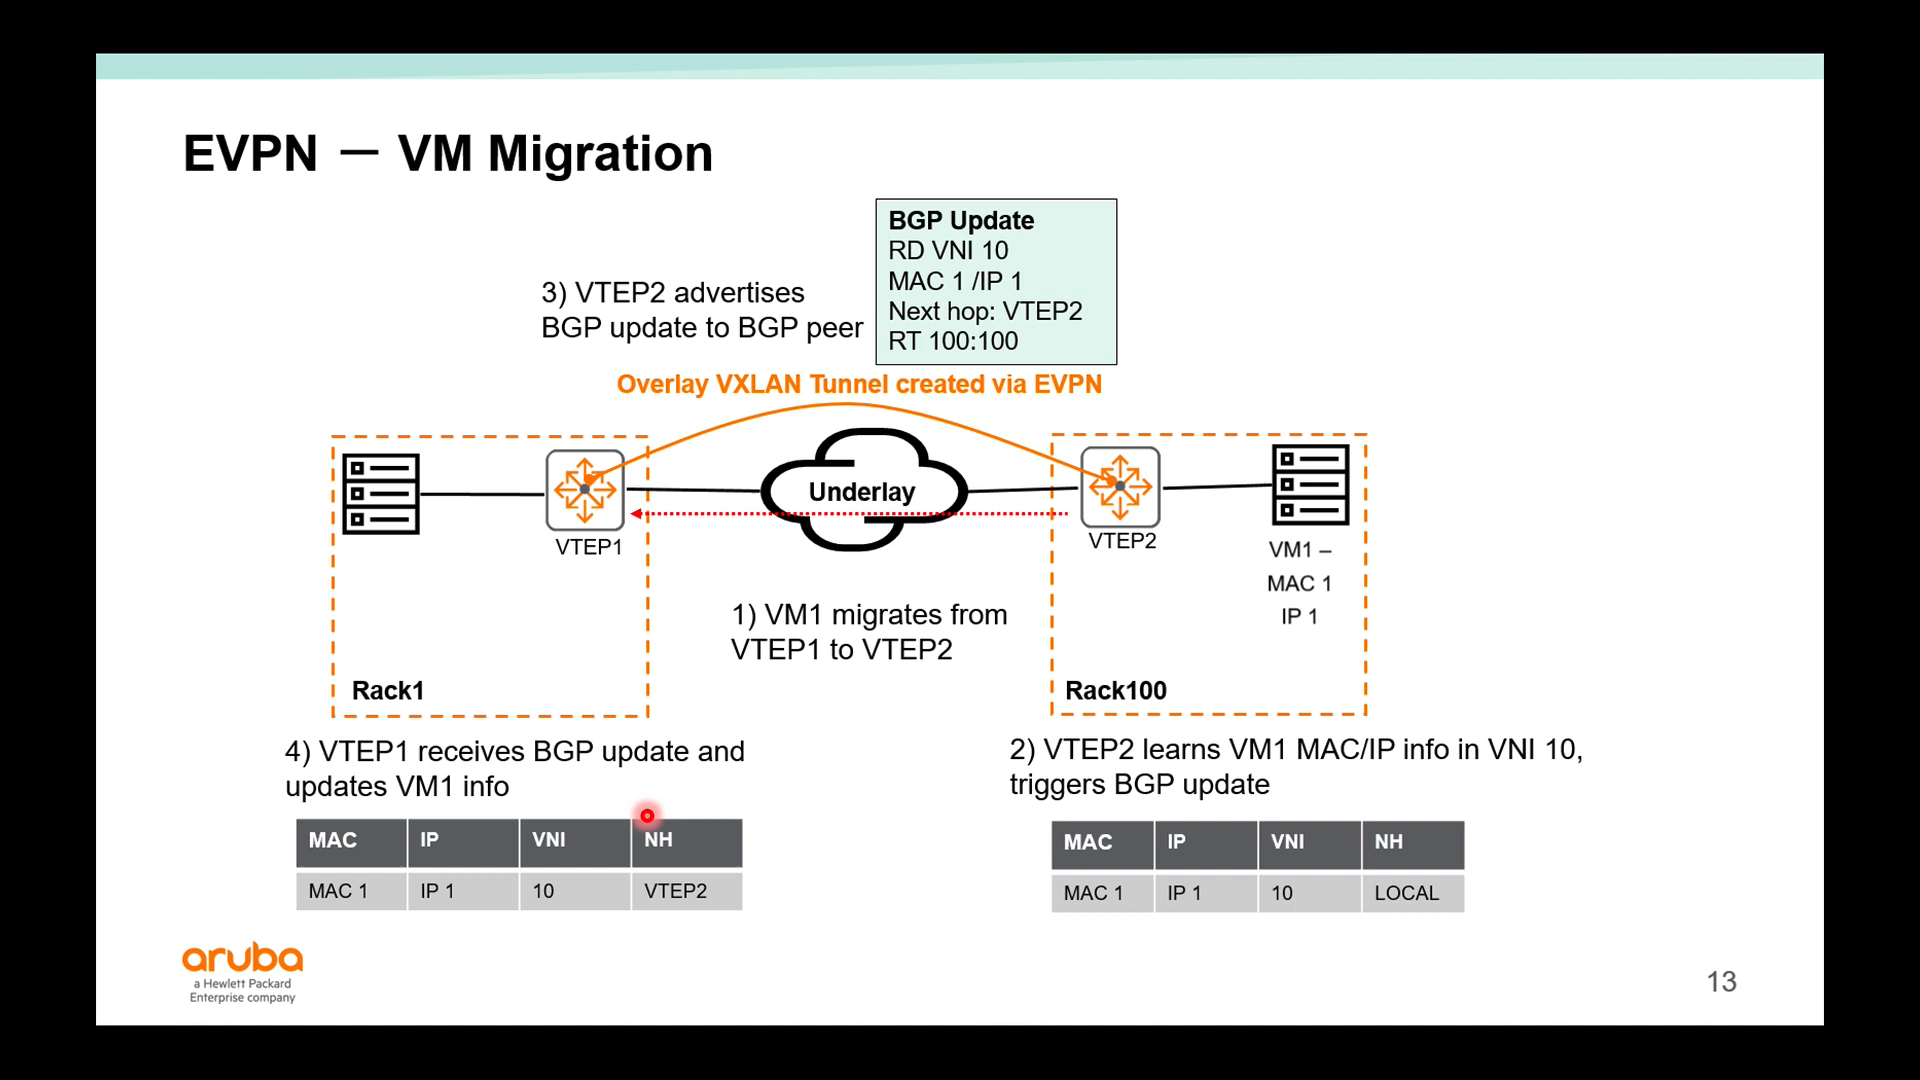 EVPN – VM Migration
BGP Update
RD VNI 10
MAC 1 /IP 1
Next hop: VTEP2
RT 100:100
3) VTEP2 advertises
BGP update to BGP peer
Overlay VXLAN Tunnel created via EVPN
Underlay
VTEP1
VTEP2
VM1 –
MAC 1
IP 1
1) VM1 migrates from
VTEP1 to VTEP2
Rack1
Rack100
4) VTEP1 receives BGP update and
updates VM1 info
MAC IP VNI NH
MAC 1 IP 1 10 VTEP2
2) VTEP2 learns VM1 MAC/IP info in VNI 10,
triggers BGP update
MAC IP VNI NH
MAC 1 IP 1 10 LOCAL
aruba
a Hewlett Packard
Enterprise company
13